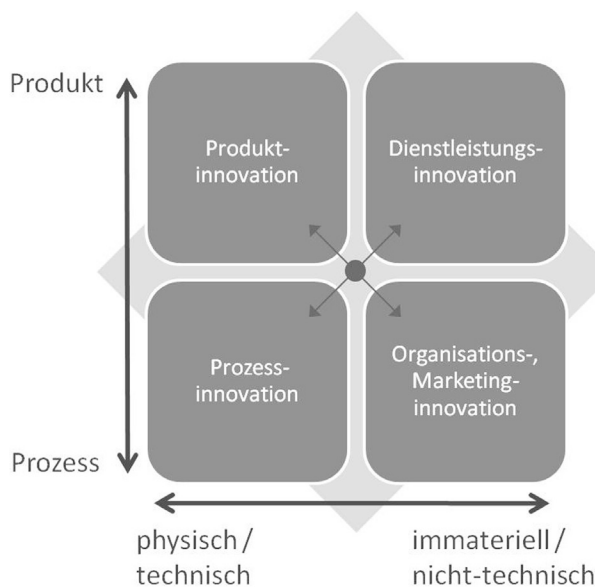 Produkt
Produkt-
innovation
Dienstleistungs-
innovation
Prozess-
innovation
Organisations-,
Marketing-
innovation
Prozess
physisch /
technisch
immateriell /
nicht-technisch